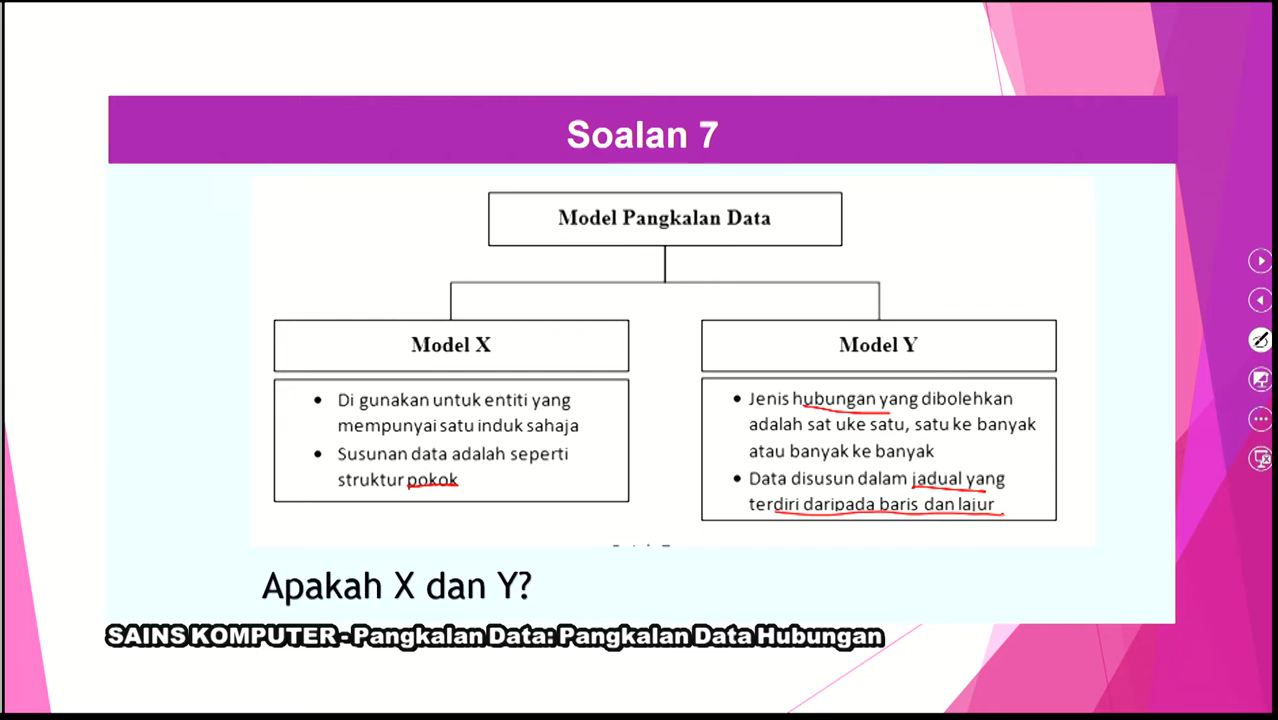 Soalan 7
Model Pangkalan Data
Model X
• Di gunakan untuk entiti yang
mempunyai satu induk sahaja
• Susunan data adalah seperti
struktur pokok
Model Y
• Jenis hubungan yang dibolehkan
adalah sat uke satu, satu ke banyak
atau banyak ke banyak
• Data disusun dalam jadual yang
terdiri daripada baris dan lajur
Apakah X dan Y?
SAINS KOMPUTER - Pangkalan Data: Pangkalan Data Hubungan